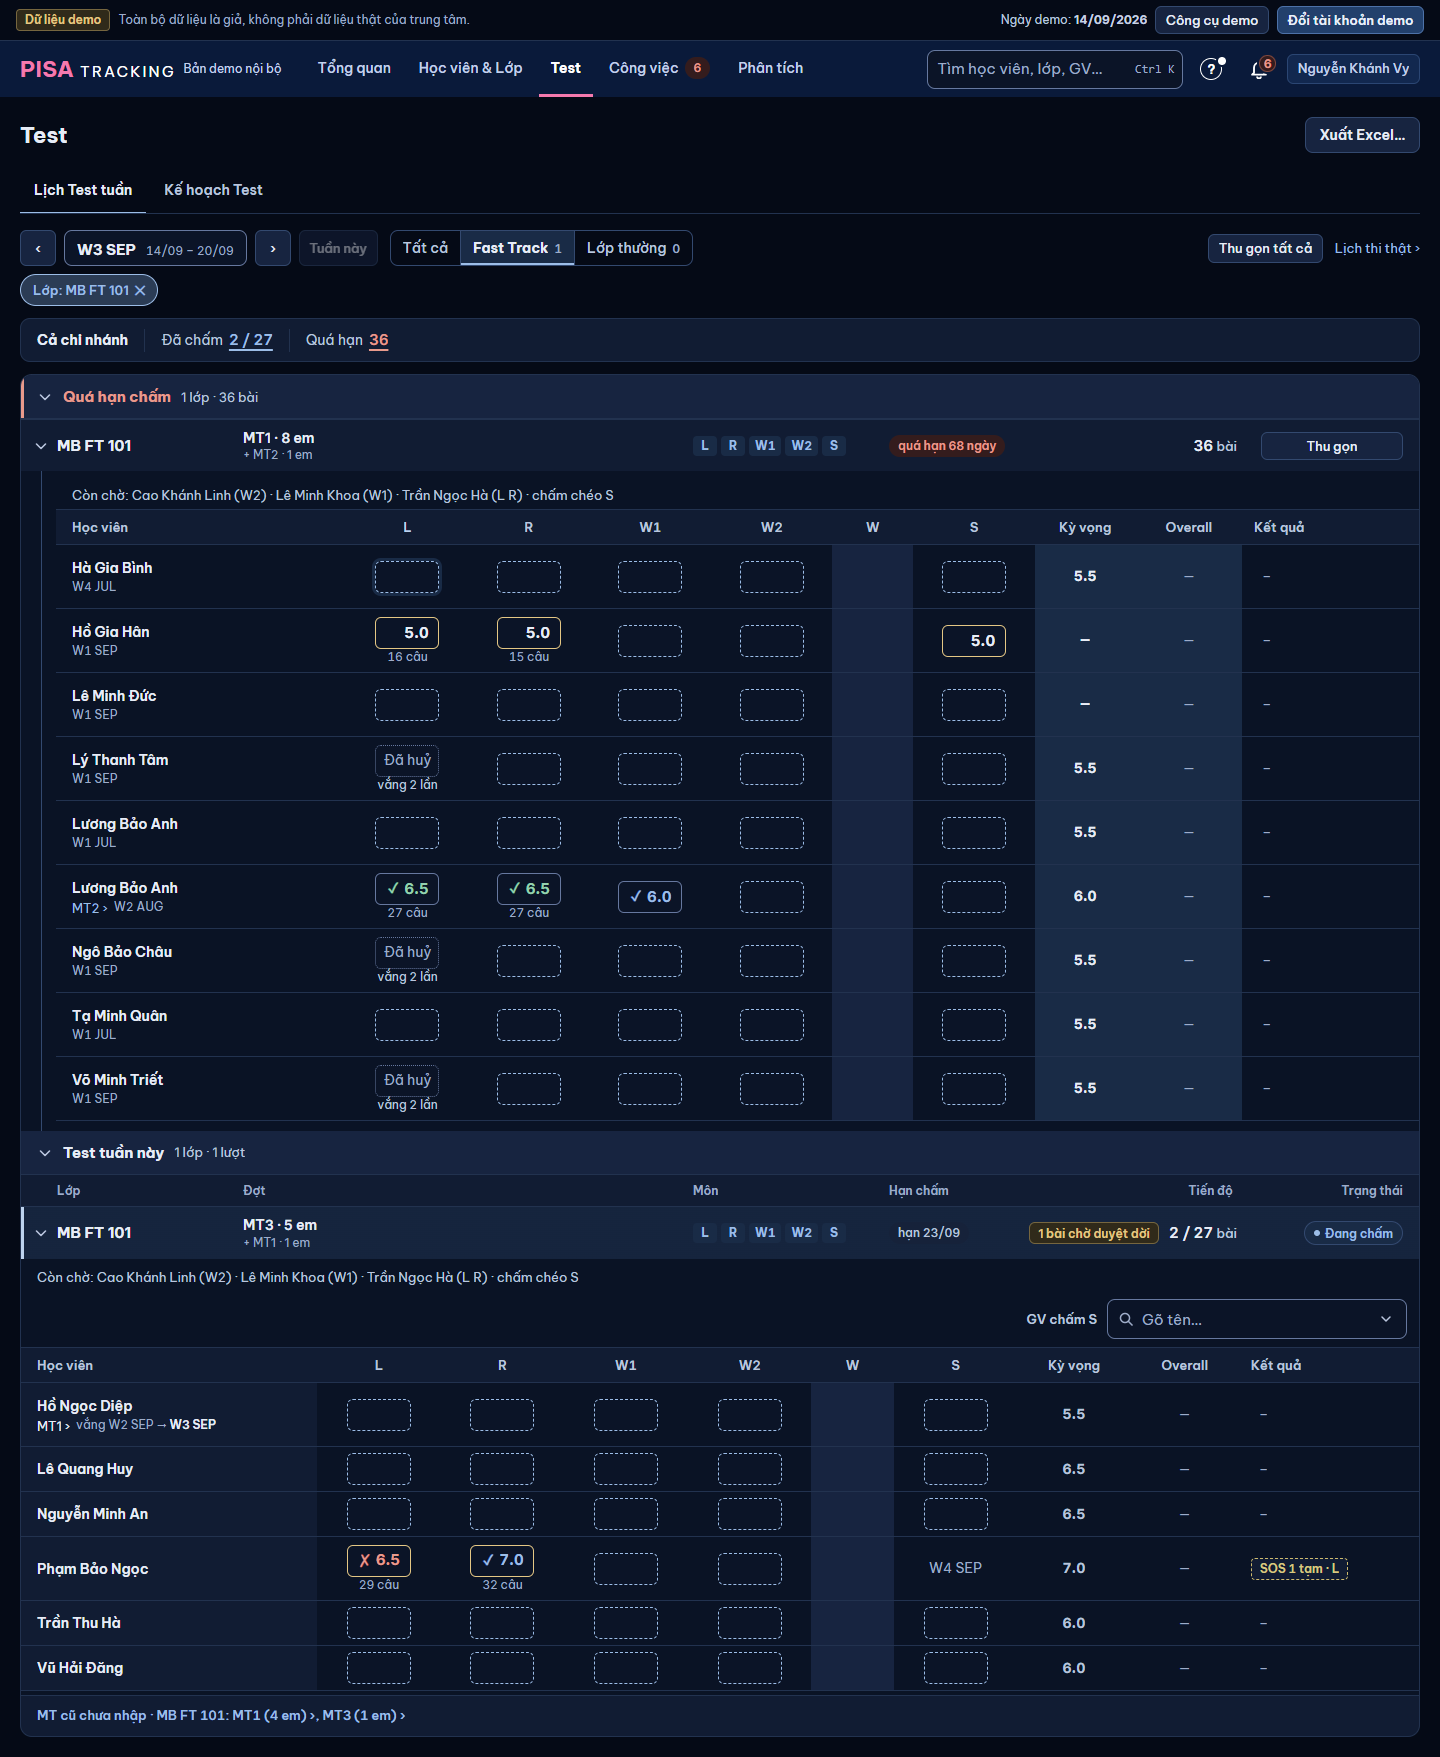 Dữ liệu demo Toàn bộ dữ liệu là giả, không phải dữ liệu thật của trung tâm. Ngày demo: 14/09/2026 Công cụ demo Đổi tài khoản demo
PISA TRACKING Bản demo nội bộ Tổng quan Học viên & Lớp Test Công việc 6 Phân tích Tìm học viên, lớp, GV... Ctrl K ? 6 Nguyễn Khánh Vy
Test Xuất Excel...
Lịch Test tuần Kế hoạch Test
‹ W3 SEP 14/09 – 20/09 › Tuần này Tất cả Fast Track 1 Lớp thường 0 Thu gọn tất cả Lịch thi thật ›
Lớp: MB FT 101 ✕
Cả chi nhánh Đã chấm 2 / 27 Quá hạn 36
Quá hạn chấm 1 lớp · 36 bài
MB FT 101 MT1 · 8 em L R W1 W2 S quá hạn 68 ngày 36 bài Thu gọn
+ MT2 · 1 em
Còn chờ: Cao Khánh Linh (W2) · Lê Minh Khoa (W1) · Trần Ngọc Hà (L R) · chấm chéo S
Học viên L R W1 W2 W S Kỳ vọng Overall Kết quả
Hà Gia Bình 5.5 — –
W4 JUL
Hồ Gia Hân 5.0 5.0 5.0 — — –
W1 SEP 16 câu 15 câu
Lê Minh Đức — — –
W1 SEP
Lý Thanh Tâm Đã huỷ 5.5 — –
W1 SEP vắng 2 lần
Lương Bảo Anh 5.5 — –
W1 JUL
Lương Bảo Anh ✓ 6.5 ✓ 6.5 ✓ 6.0 6.0 — –
MT2 › W2 AUG 27 câu 27 câu
Ngô Bảo Châu Đã huỷ 5.5 — –
W1 SEP vắng 2 lần
Tạ Minh Quân 5.5 — –
W1 JUL
Võ Minh Triết Đã huỷ 5.5 — –
W1 SEP vắng 2 lần
Test tuần này 1 lớp · 1 lượt
Lớp Đợt Môn Hạn chấm Tiến độ Trạng thái
MB FT 101 MT3 · 5 em L R W1 W2 S hạn 23/09 1 bài chờ duyệt dời 2 / 27 bài Đang chấm
+ MT1 · 1 em
Còn chờ: Cao Khánh Linh (W2) · Lê Minh Khoa (W1) · Trần Ngọc Hà (L R) · chấm chéo S
GV chấm S Gõ tên...
Học viên L R W1 W2 W S Kỳ vọng Overall Kết quả
Hồ Ngọc Diệp 5.5 — –
MT1 › vắng W2 SEP → W3 SEP
Lê Quang Huy 6.5 — –
Nguyễn Minh An 6.5 — –
Phạm Bảo Ngọc ✗ 6.5 ✓ 7.0 W4 SEP 7.0 — SOS 1 tạm · L
29 câu 32 câu
Trần Thu Hà 6.0 — –
Vũ Hải Đăng 6.0 — –
MT cũ chưa nhập · MB FT 101: MT1 (4 em) ›, MT3 (1 em) ›